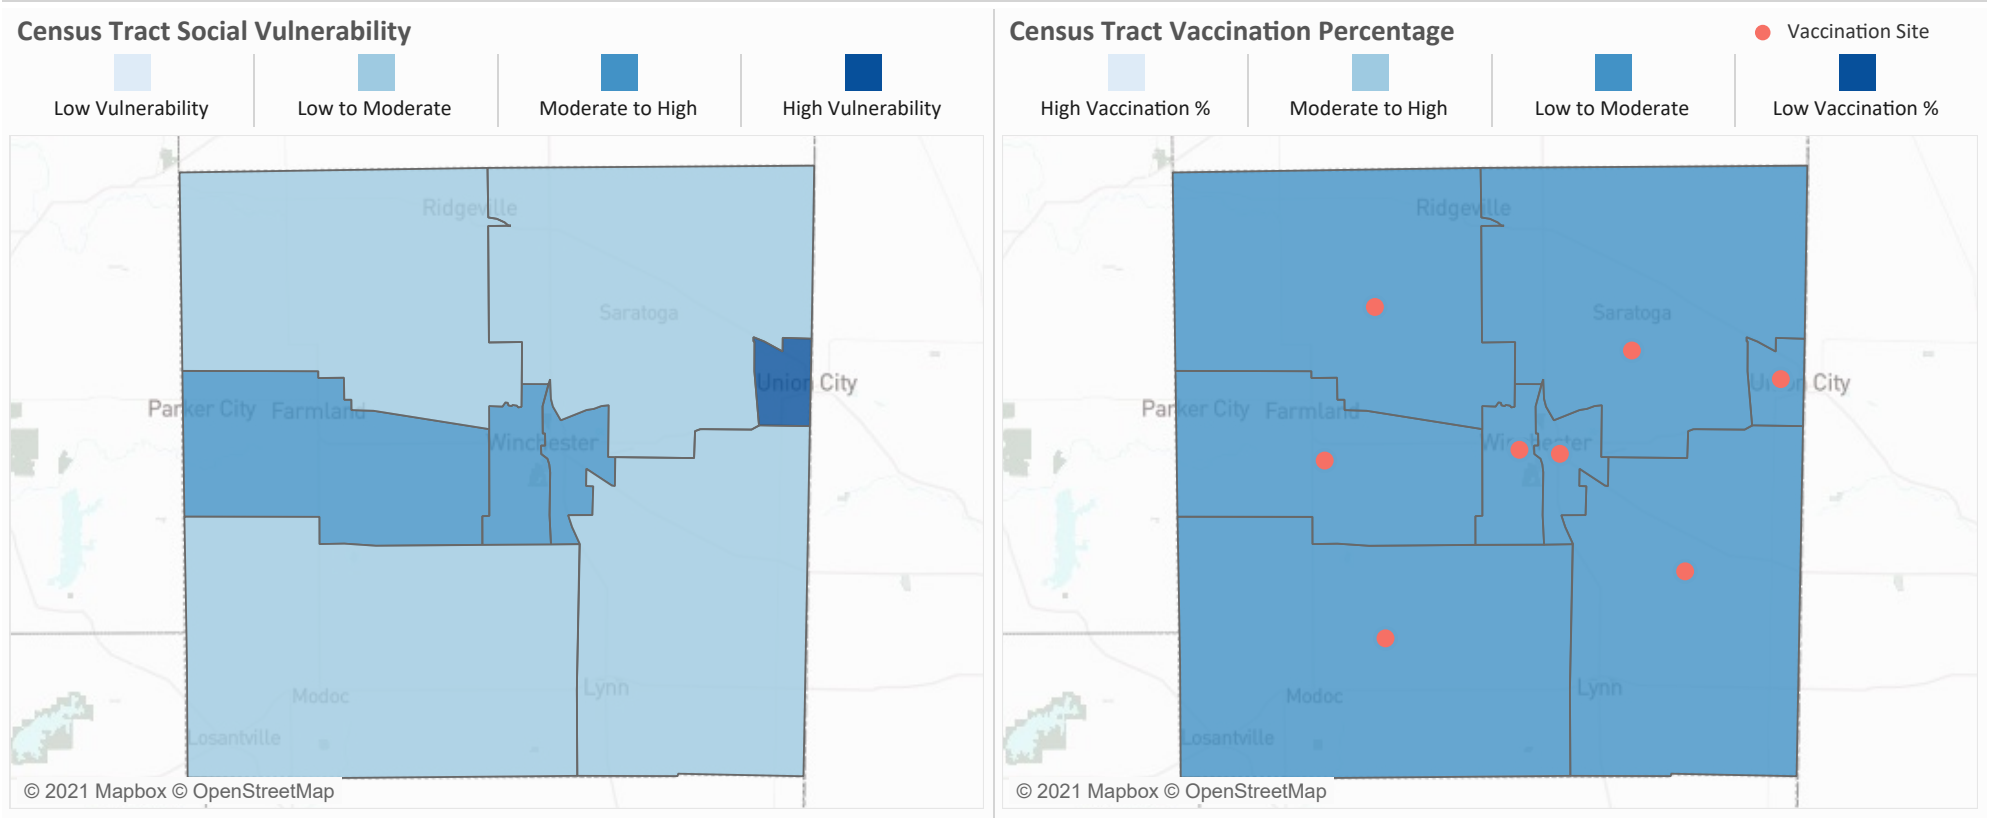 Census Tract Social Vulnerability
Low Vulnerability
Low to Moderate
Moderate to High
High Vulnerability
Ridgeville
Saratoga
Union City
Parker City
Farmland
Winchester
Modoc
Lynn
Losantville
© 2021 Mapbox © OpenStreetMap
Census Tract Vaccination Percentage
Vaccination Site
High Vaccination %
Moderate to High
Low to Moderate
Low Vaccination %
Ridgeville
Saratoga
Union City
Parker City
Farmland
Winchester
Modoc
Lynn
Losantville
© 2021 Mapbox © OpenStreetMap